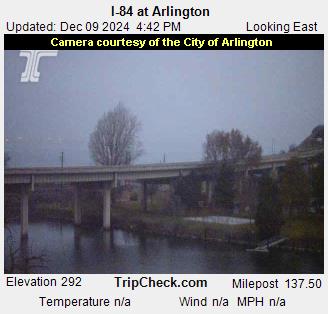 I-84 at Arlington
Updated: Dec 09 2024 4:42 PM Looking East
Camera courtesy of the City of Arlington
Elevation 292 TripCheck.com Milepost 137.50
Temperature n/a Wind n/a MPH n/a